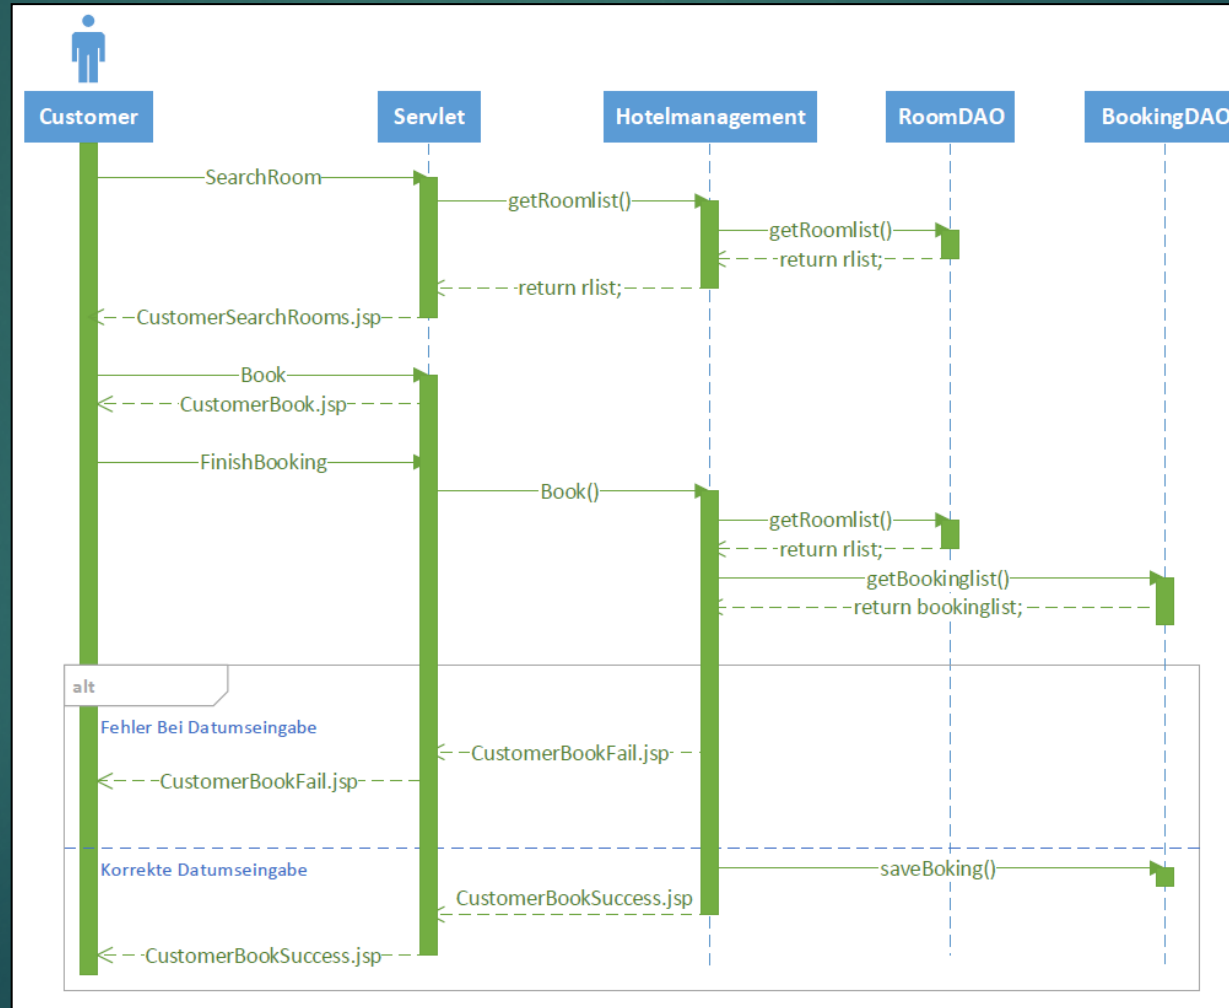 Customer
Servlet
Hotelmanagement
RoomDAO
BookingDAO
SearchRoom
getRoomlist()
getRoomlist()
return rlist;
return rlist;
CustomerSearchRooms.jsp
Book
CustomerBook.jsp
FinishBooking
Book()
getRoomlist()
return rlist;
getBookinglist()
return bookinglist;
alt
Fehler Bei Datumseingabe
CustomerBookFail.jsp
CustomerBookFail.jsp
Korrekte Datumseingabe
saveBoking()
CustomerBookSuccess.jsp
CustomerBookSuccess.jsp